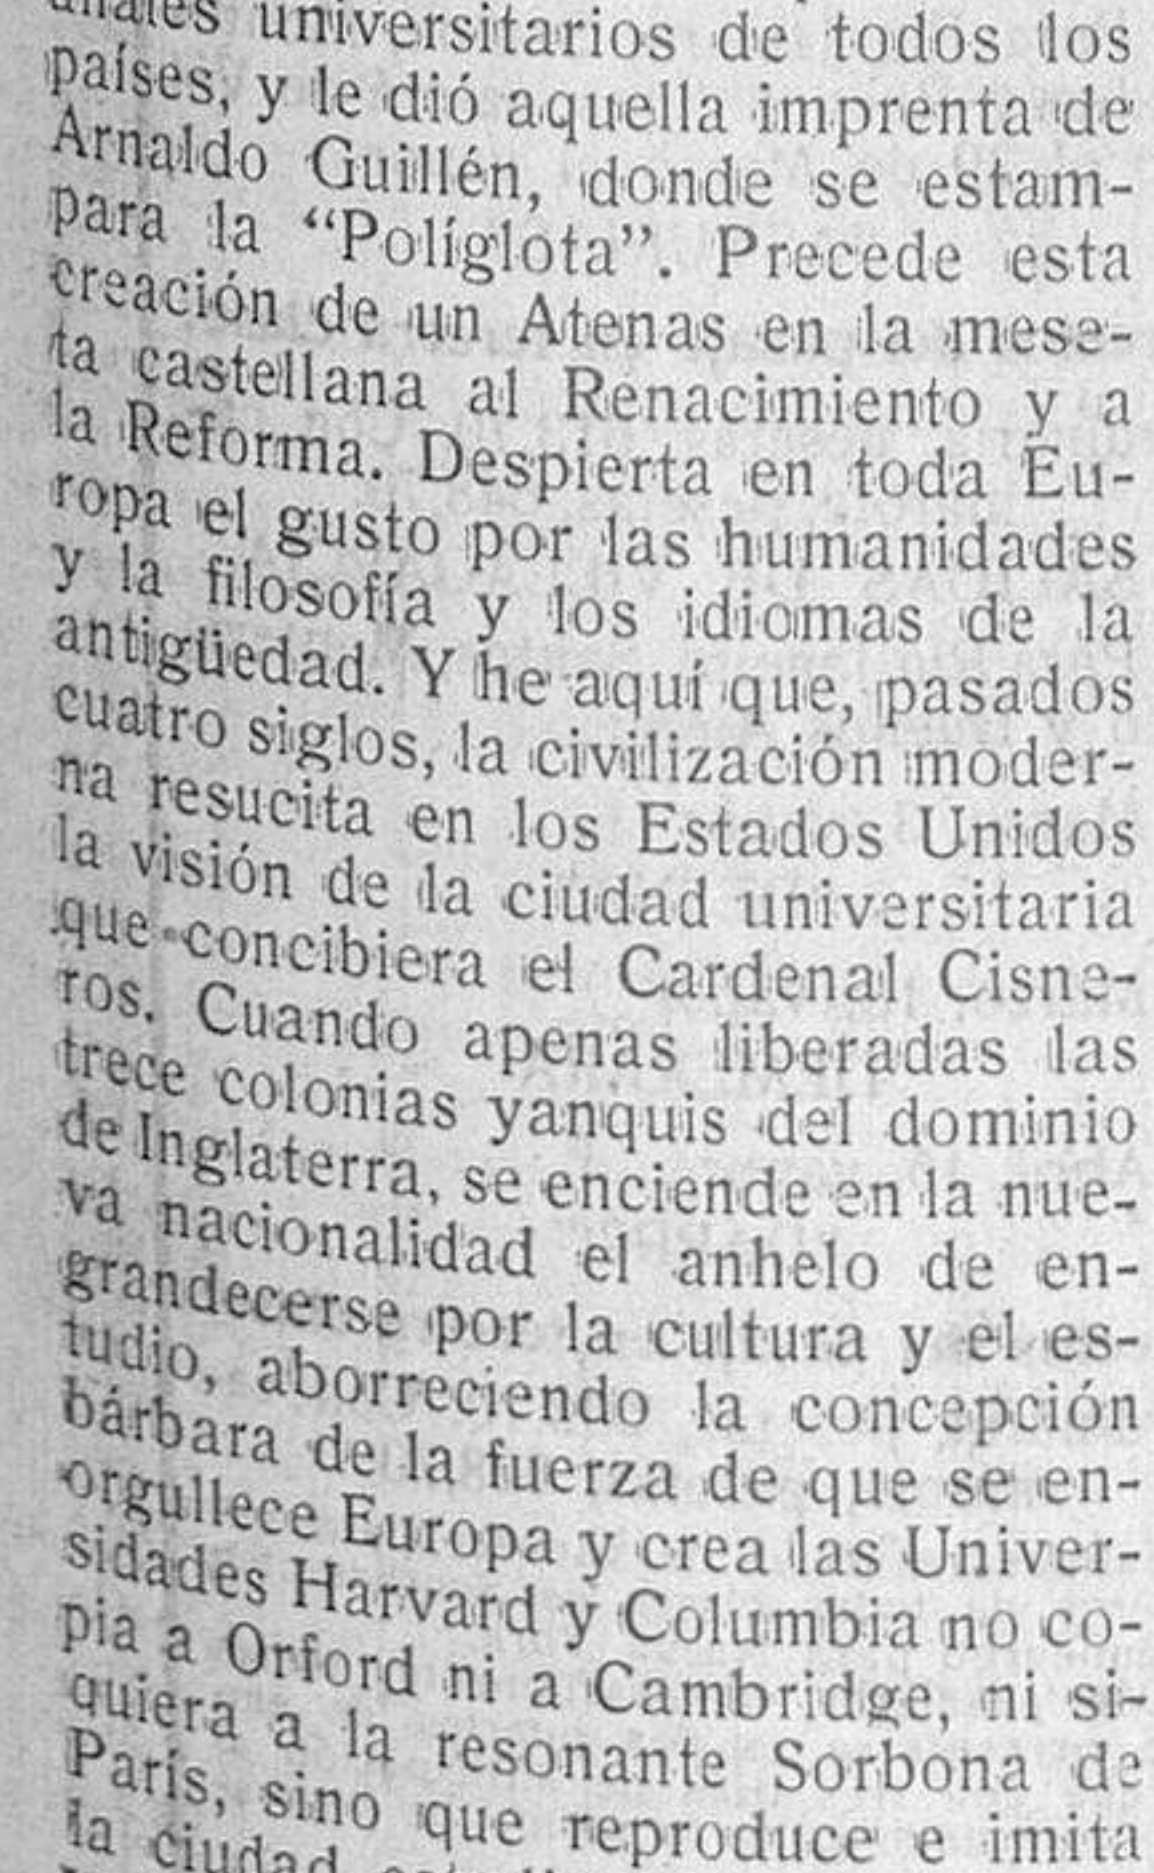 anales universitarios de todos los
países, y le dió aquella imprenta de
Arnaldo Guillén, donde se estam-
para la “Políglota”. Precede esta
creación de un Atenas en la mese-
ta castellana al Renacimiento y a
la Reforma. Despierta en toda Eu-
ropa el gusto por las humanidades
y la filosofía y los idiomas de la
antigüedad. Y he aquí que, pasados
cuatro siglos, la civilización moder-
na resucita en los Estados Unidos
la visión de la ciudad universitaria
que concibiera el Cardenal Cisne-
ros. Cuando apenas liberadas las
trece colonias yanquis del dominio
de Inglaterra, se enciende en la nue-
va nacionalidad el anhelo de en-
grandecerse por la cultura y el es-
tudio, aborreciendo la concepción
bárbara de la fuerza de que se en-
orgullece Europa y crea las Univer-
sidades Harvard y Columbia no co-
pia a Orford ni a Cambridge, ni si-
quiera a la resonante Sorbona de
París, sino que reproduce e imita
la ciudad